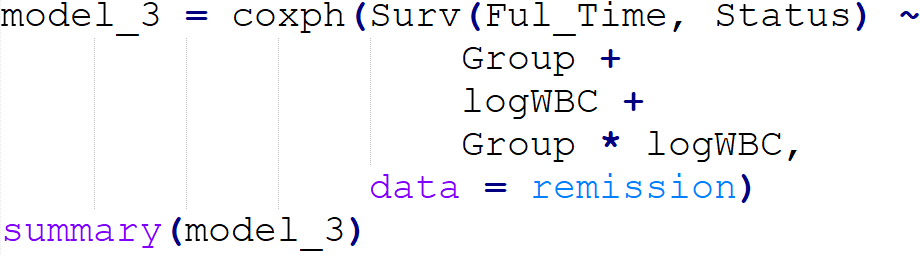 model_3 = coxph(Surv(Ful_Time, Status) ~
Group +
logWBC +
Group * logWBC,
data = remission)
summary(model_3)